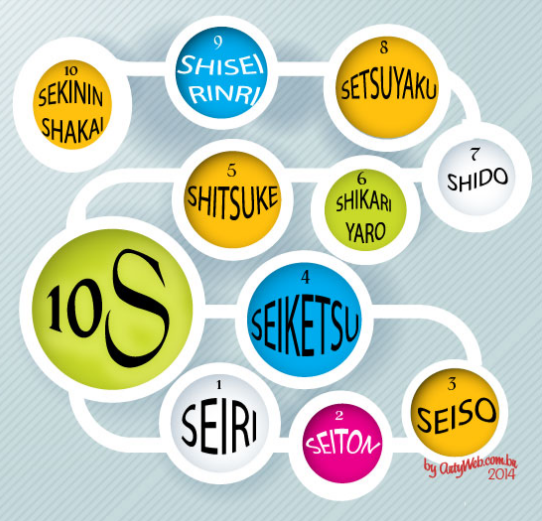 9
SHISEI
RINRI
8
SETSUYAKU
10
SEKININ
SHAKAI
7
SHIDO
5
SHITSUKE
6
SHIKARI
YARO
10S
4
SEIKETSU
1
SEIRI
2
SEITON
3
SEISO
by ArtyWeb.com.br
2014